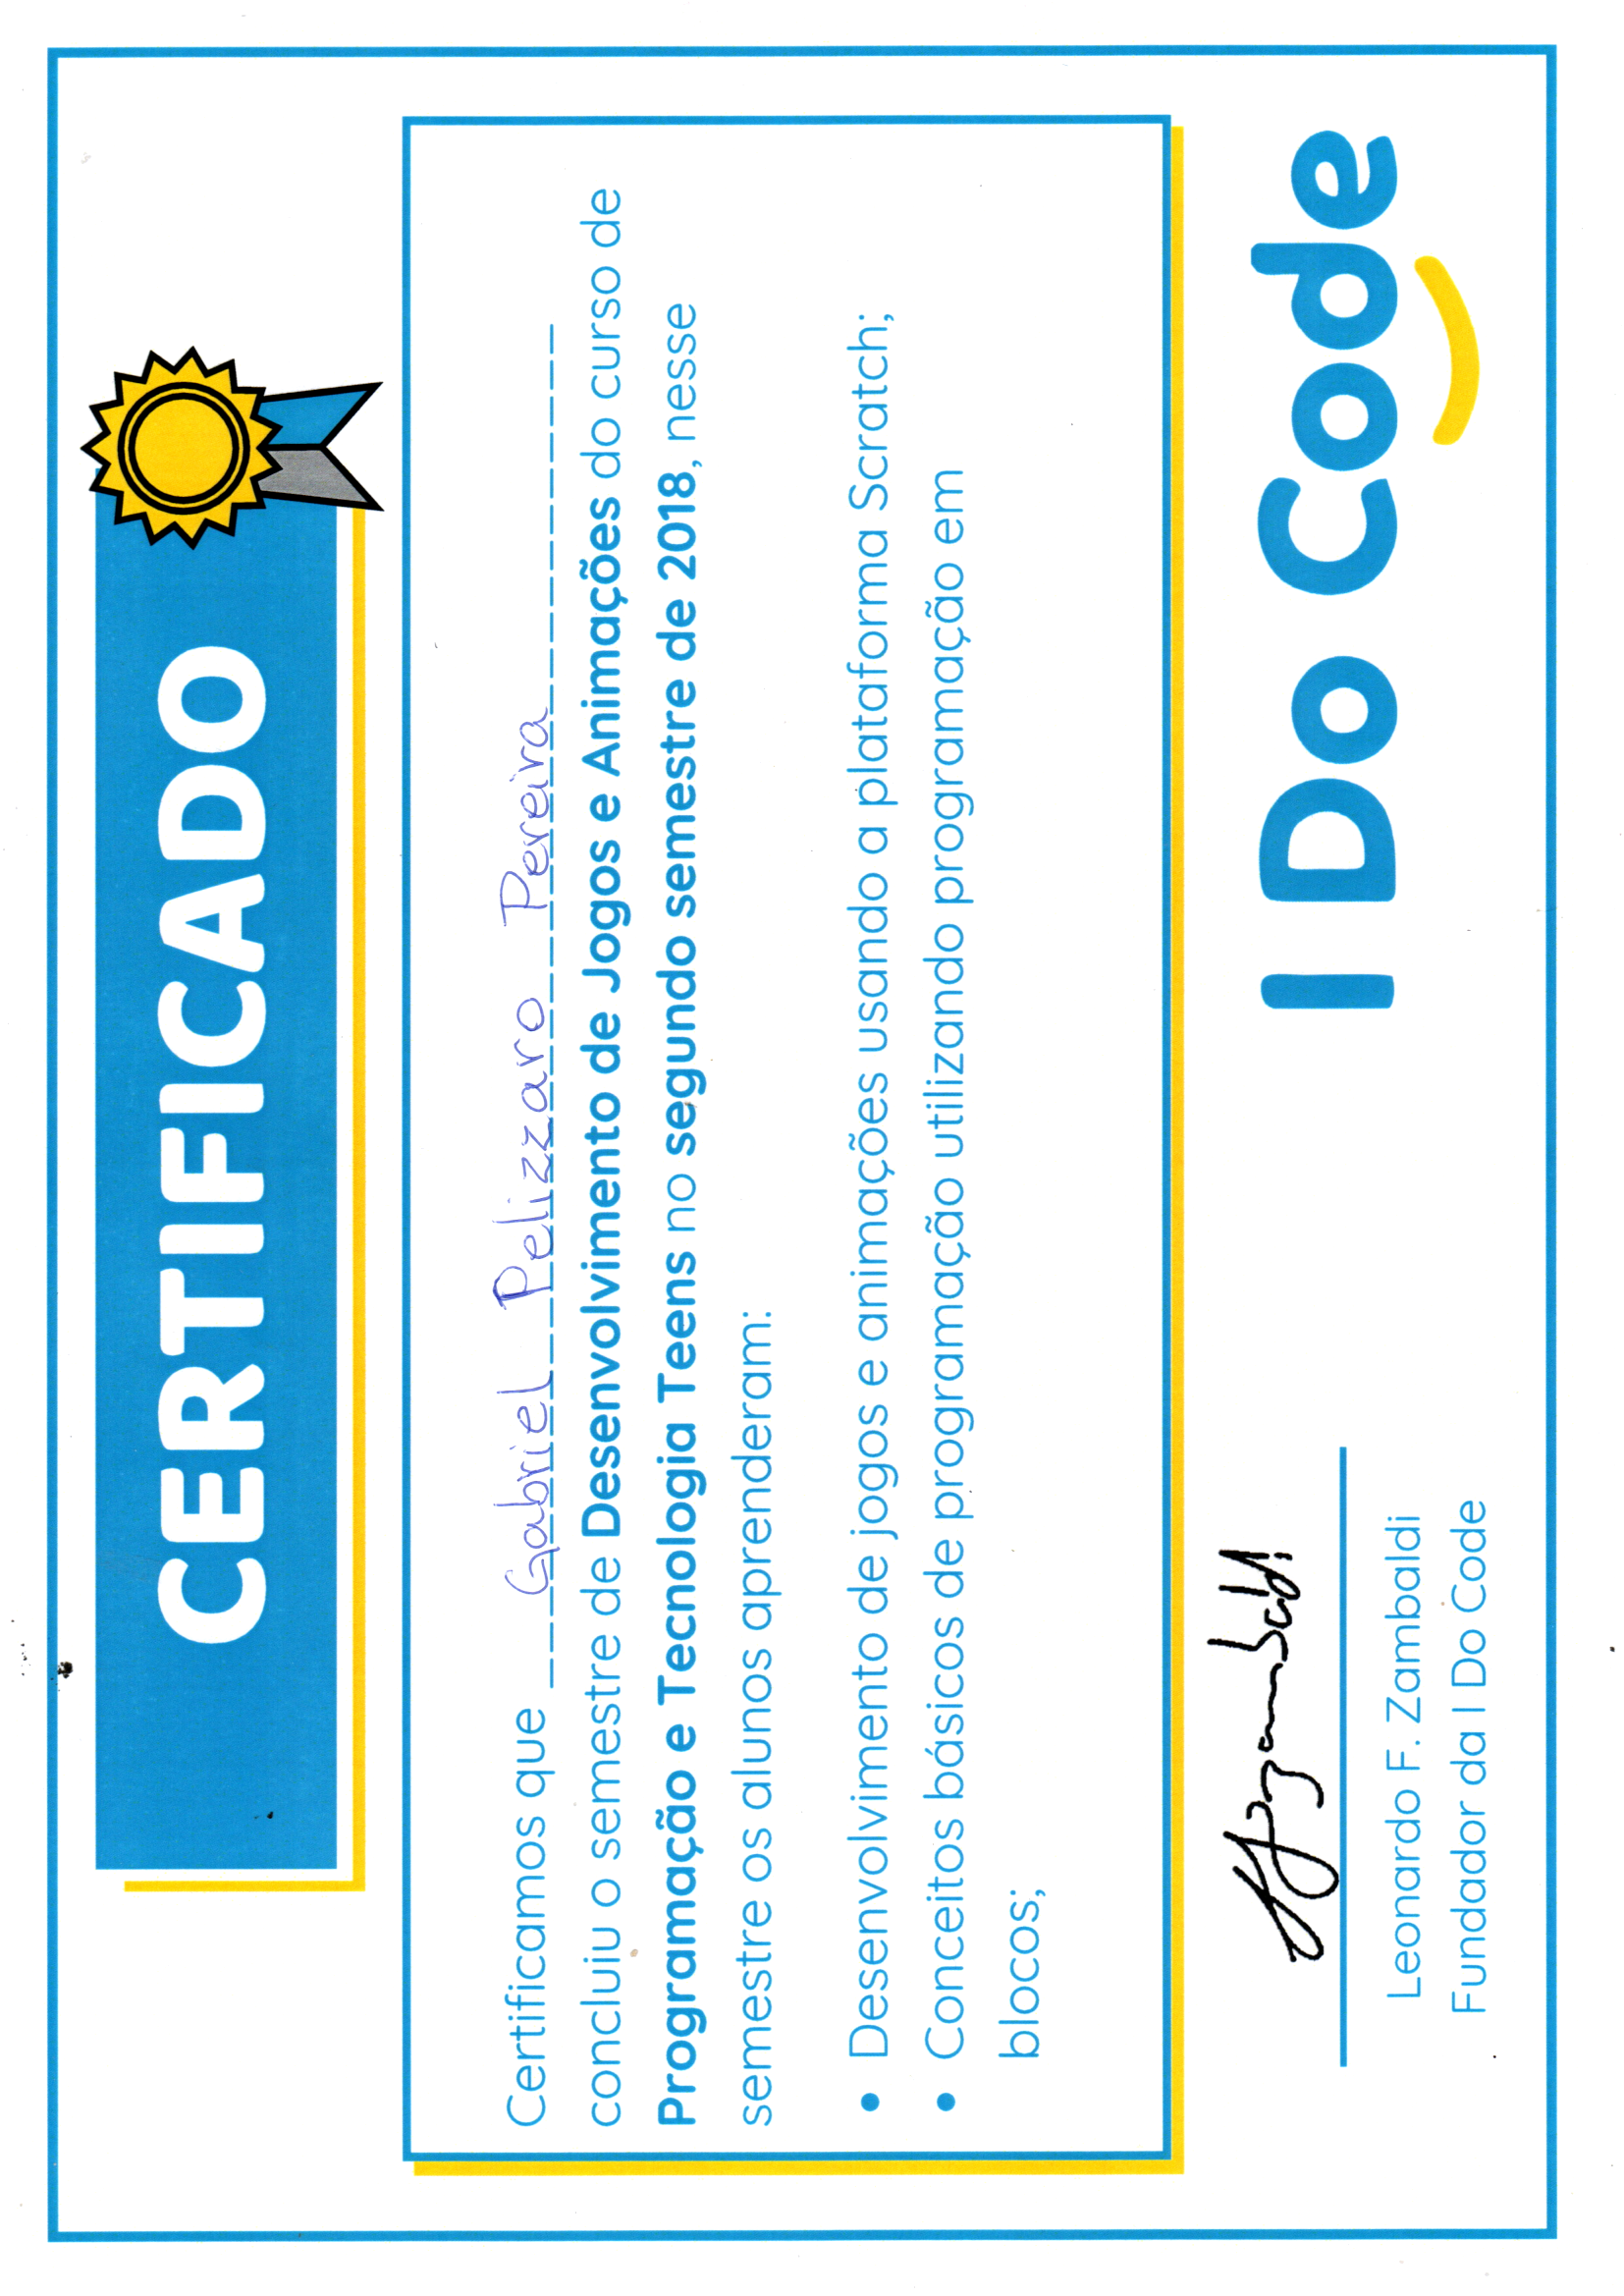 CERTIFICADO
Certificamos que Gabriel Pelizzaro Pereira
concluiu o semestre de Desenvolvimento de Jogos e Animações do curso de
Programação e Tecnologia Teens no segundo semestre de 2018, nesse
semestre os alunos aprenderam:
• Desenvolvimento de jogos e animações usando a plataforma Scratch;
• Conceitos básicos de programação utilizando programação em
blocos;
Leonardo F. Zambaldi
Fundador da I Do Code
I Do Code